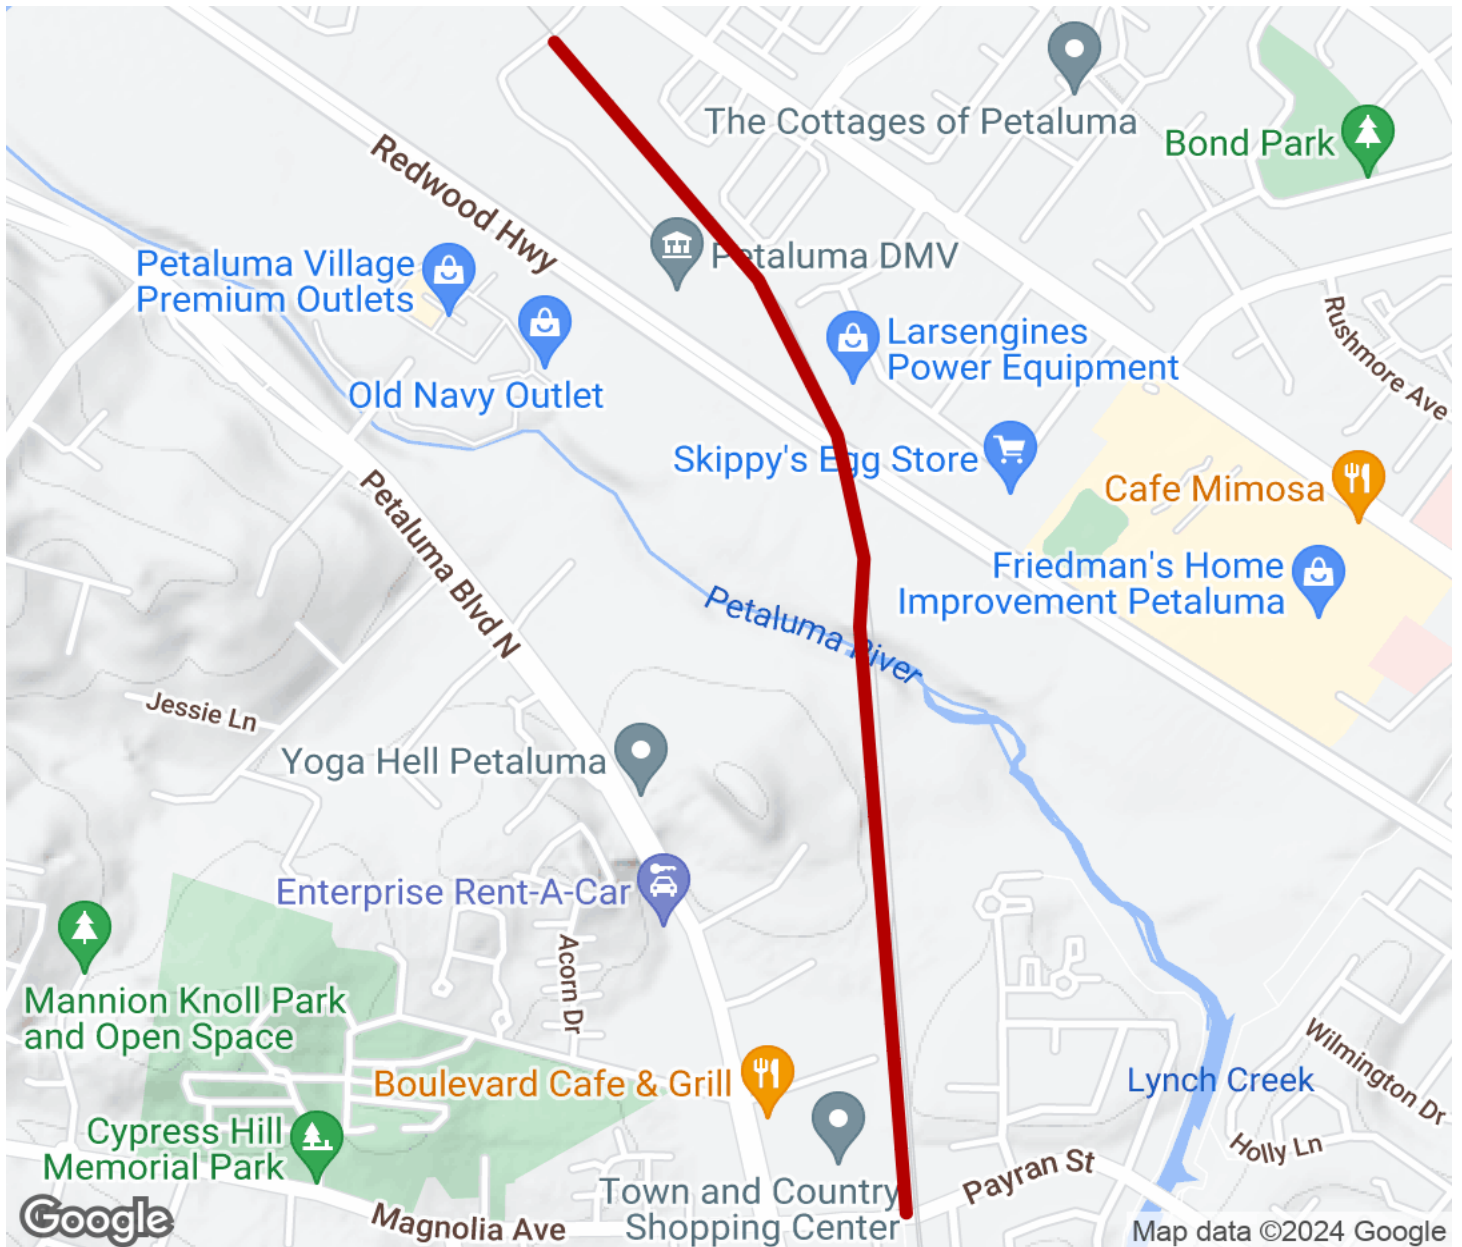 The Cottages of Petaluma
Bond Park
Redwood Hwy
Petaluma DMV
Petaluma Village
Premium Outlets
Old Navy Outlet
Larsengines
Power Equipment
Rushmore Ave
Skippy's Egg Store
Cafe Mimosa
Petaluma Blvd N
Friedman's Home
Improvement Petaluma
Petaluma River
Jessie Ln
Yoga Hell Petaluma
Enterprise Rent-A-Car
Acorn Dr
Mannion Knoll Park
and Open Space
Boulevard Cafe & Grill
Lynch Creek
Wilmington Dr
Cypress Hill
Memorial Park
Holly Ln
Payran St
Town and Country
Shopping Center
Magnolia Ave
Google
Map data ©2024 Google